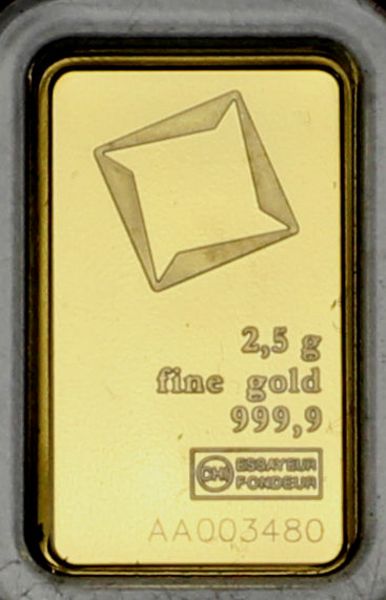 2,5 g
fine gold
999,9
CHI ESSAYEUR
FONDEUR
AA003480